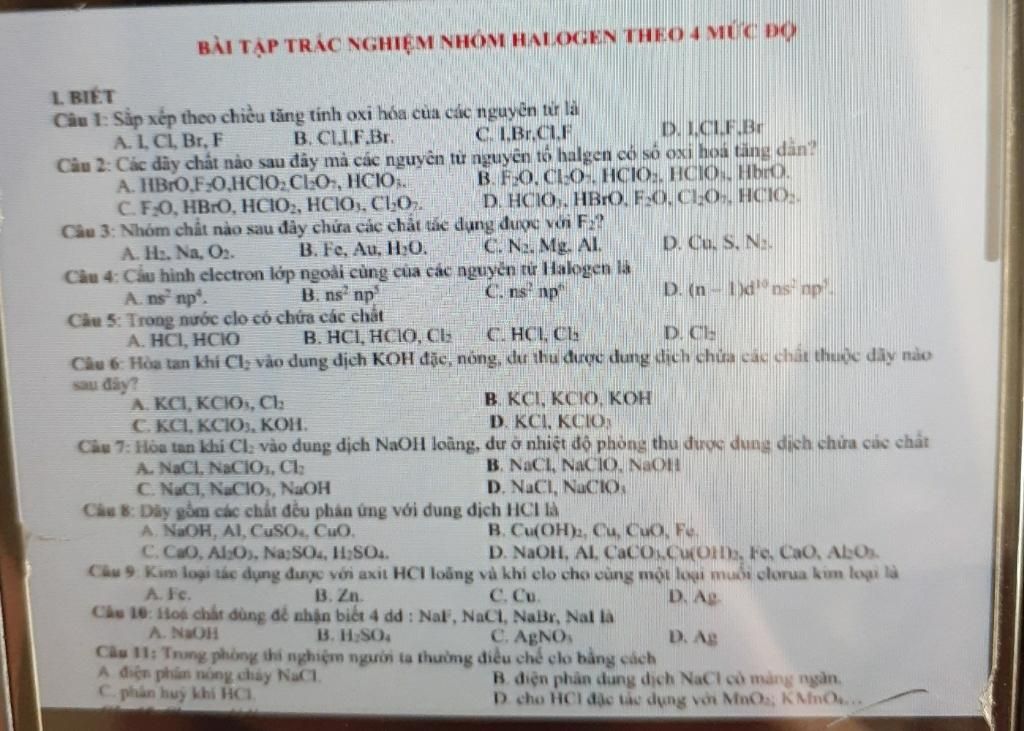 BÀI TẬP TRẮC NGHIỆM NHÓM HALOGEN THEO 4 MỨC ĐỘ
I. BIẾT
Câu 1: Sắp xếp theo chiều tăng tính oxi hóa của các nguyên tử là
A. I, Cl, Br, F B. Cl,I,F,Br. C. I,Br,Cl,F D. I,Cl,F,Br
Câu 2: Các dãy chất nào sau đây mà các nguyên tử nguyên tố halgen có số oxi hoá tăng dần?
A. HBrO,F₂O,HClO₂,Cl₂O₇, HClO₃. B. F₂O, Cl₂O₇, HClO₂, HClO₃, HbrO.
C. F₂O, HBrO, HClO₂, HClO₃, Cl₂O₇. D. HClO₃, HBrO, F₂O, Cl₂O₇, HClO₂.
Câu 3: Nhóm chất nào sau đây chứa các chất tác dụng được với F₂?
A. H₂, Na, O₂. B. Fe, Au, H₂O. C. N₂, Mg, Al. D. Cu, S, N₂.
Câu 4: Cấu hình electron lớp ngoài cùng của các nguyên tử Halogen là
A. ns² np⁴. B. ns² np⁵ C. ns² np⁶ D. (n – 1)d¹⁰ ns² np⁵.
Câu 5: Trong nước clo có chứa các chất
A. HCl, HClO B. HCl, HClO, Cl₂ C. HCl, Cl₂ D. Cl₂
Câu 6: Hòa tan khí Cl₂ vào dung dịch KOH đặc, nóng, dư thu được dung dịch chứa các chất thuộc dãy nào
sau đây?
A. KCl, KClO₃, Cl₂ B. KCl, KClO, KOH
C. KCl, KClO₃, KOH. D. KCl, KClO₃
Câu 7: Hòa tan khí Cl₂ vào dung dịch NaOH loãng, dư ở nhiệt độ phòng thu được dung dịch chứa các chất
A. NaCl, NaClO₃, Cl₂ B. NaCl, NaClO, NaOH
C. NaCl, NaClO₃, NaOH D. NaCl, NaClO₃
Câu 8: Dãy gồm các chất đều phản ứng với dung dịch HCl là
A. NaOH, Al, CuSO₄, CuO. B. Cu(OH)₂, Cu, CuO, Fe.
C. CaO, Al₂O₃, Na₂SO₄, H₂SO₄. D. NaOH, Al, CaCO₃,Cu(OH)₂, Fe, CaO, Al₂O₃.
Câu 9: Kim loại tác dụng được với axit HCl loãng và khí clo cho cùng một loại muối clorua kim loại là
A. Fe. B. Zn. C. Cu. D. Ag.
Câu 10: Hoá chất dùng để nhận biết 4 dd : NaF, NaCl, NaBr, NaI là
A. NaOH B. H₂SO₄ C. AgNO₃ D. Ag
Câu 11: Trong phòng thí nghiệm người ta thường điều chế clo bằng cách
A. điện phân nóng chảy NaCl. B. điện phân dung dịch NaCl có màng ngăn.
C. phân huỷ khí HCl. D. cho HCl đặc tác dụng với MnO₂; KMnO₄...